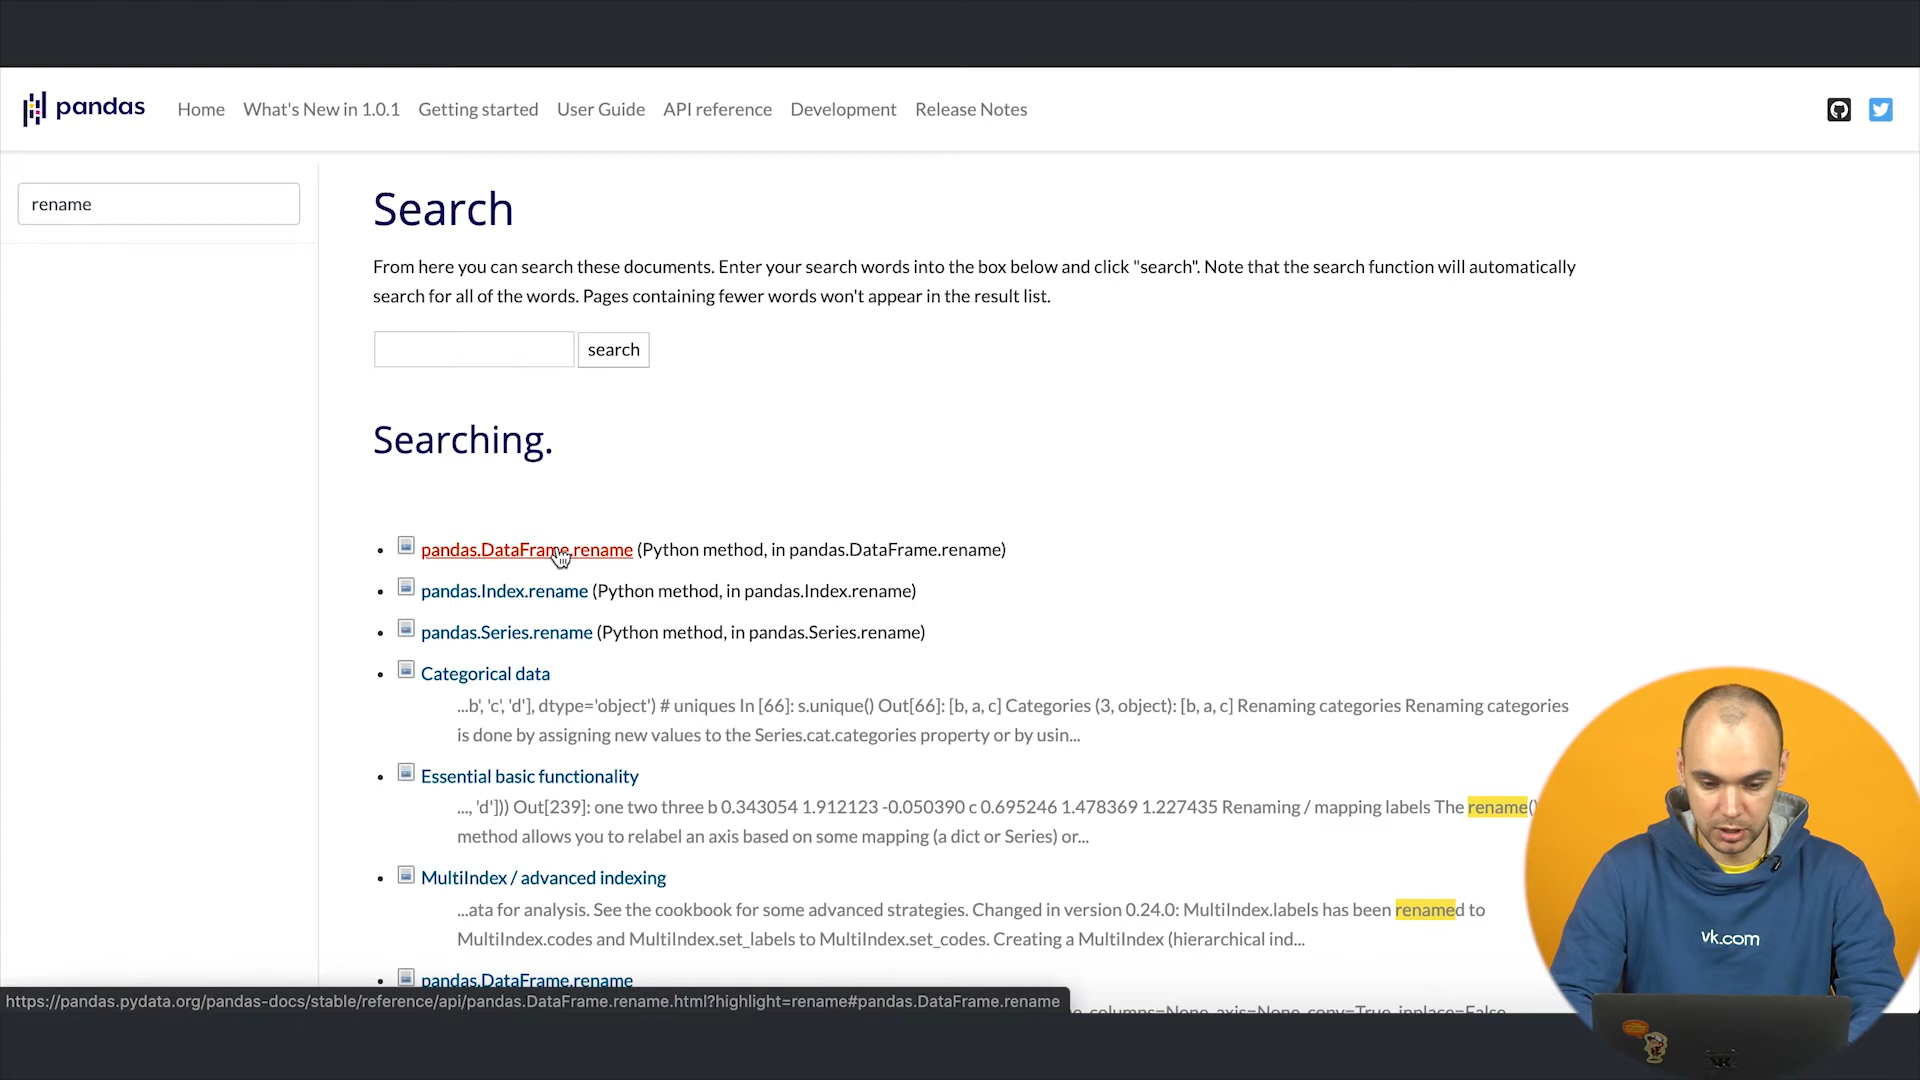 pandas
Home What's New in 1.0.1 Getting started User Guide API reference Development Release Notes
rename
Search
From here you can search these documents. Enter your search words into the box below and click "search". Note that the search function will automatically
search for all of the words. Pages containing fewer words won't appear in the result list.
search
Searching.
pandas.DataFrame.rename (Python method, in pandas.DataFrame.rename)
pandas.Index.rename (Python method, in pandas.Index.rename)
pandas.Series.rename (Python method, in pandas.Series.rename)
Categorical data
...b', 'c', 'd'], dtype='object') # uniques In [66]: s.unique() Out[66]: [b, a, c] Categories (3, object): [b, a, c] Renaming categories Renaming categories
is done by assigning new values to the Series.cat.categories property or by usin...
Essential basic functionality
..., 'd'])) Out[239]: one two three b 0.343054 1.912123 -0.050390 c 0.695246 1.478369 1.227435 Renaming / mapping labels The rename()
method allows you to relabel an axis based on some mapping (a dict or Series) or...
MultiIndex / advanced indexing
...ata for analysis. See the cookbook for some advanced strategies. Changed in version 0.24.0: MultiIndex.labels has been renamed to
MultiIndex.codes and MultiIndex.set_labels to MultiIndex.set_codes. Creating a MultiIndex (hierarchical ind...
pandas.DataFrame.rename
https://pandas.pydata.org/pandas-docs/stable/reference/api/pandas.DataFrame.rename.html?highlight=rename#pandas.DataFrame.rename
columns=None, axis=None, copy=True, inplace=False
vk.com